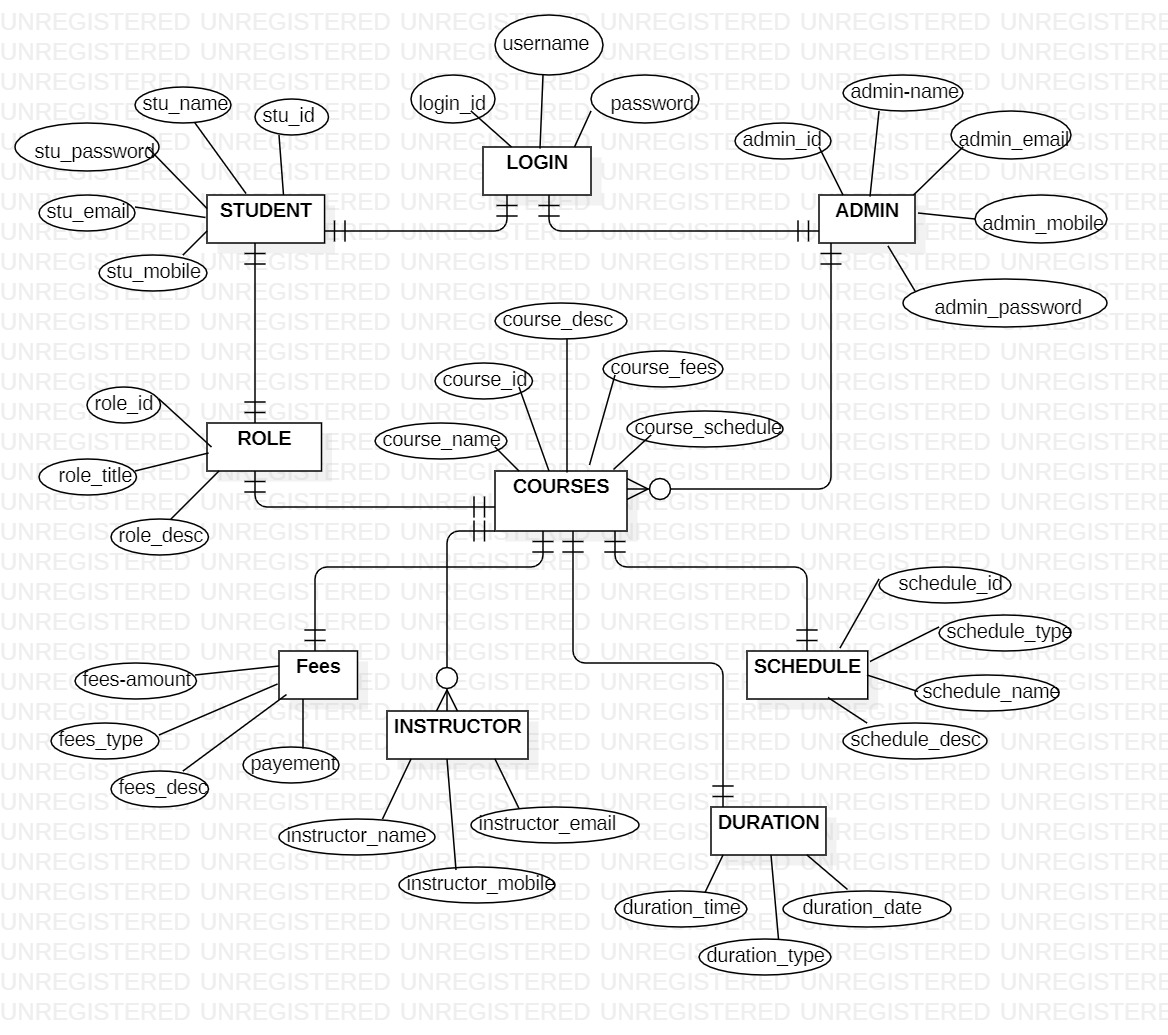 username
login_id
password
LOGIN
stu_name
stu_id
stu_password
stu_email
stu_mobile
STUDENT
admin-name
admin_id
admin_email
ADMIN
admin_mobile
admin_password
course_desc
course_id
course_fees
course_name
course_schedule
COURSES
role_id
ROLE
role_title
role_desc
Fees
fees-amount
fees_type
fees_desc
payement
INSTRUCTOR
instructor_name
instructor_email
instructor_mobile
schedule_id
schedule_type
SCHEDULE
schedule_name
schedule_desc
DURATION
duration_time
duration_date
duration_type
UNREGISTERED UNREGISTERED UNREGISTERED UNREGISTERED UNREGISTERED UNREGISTERED